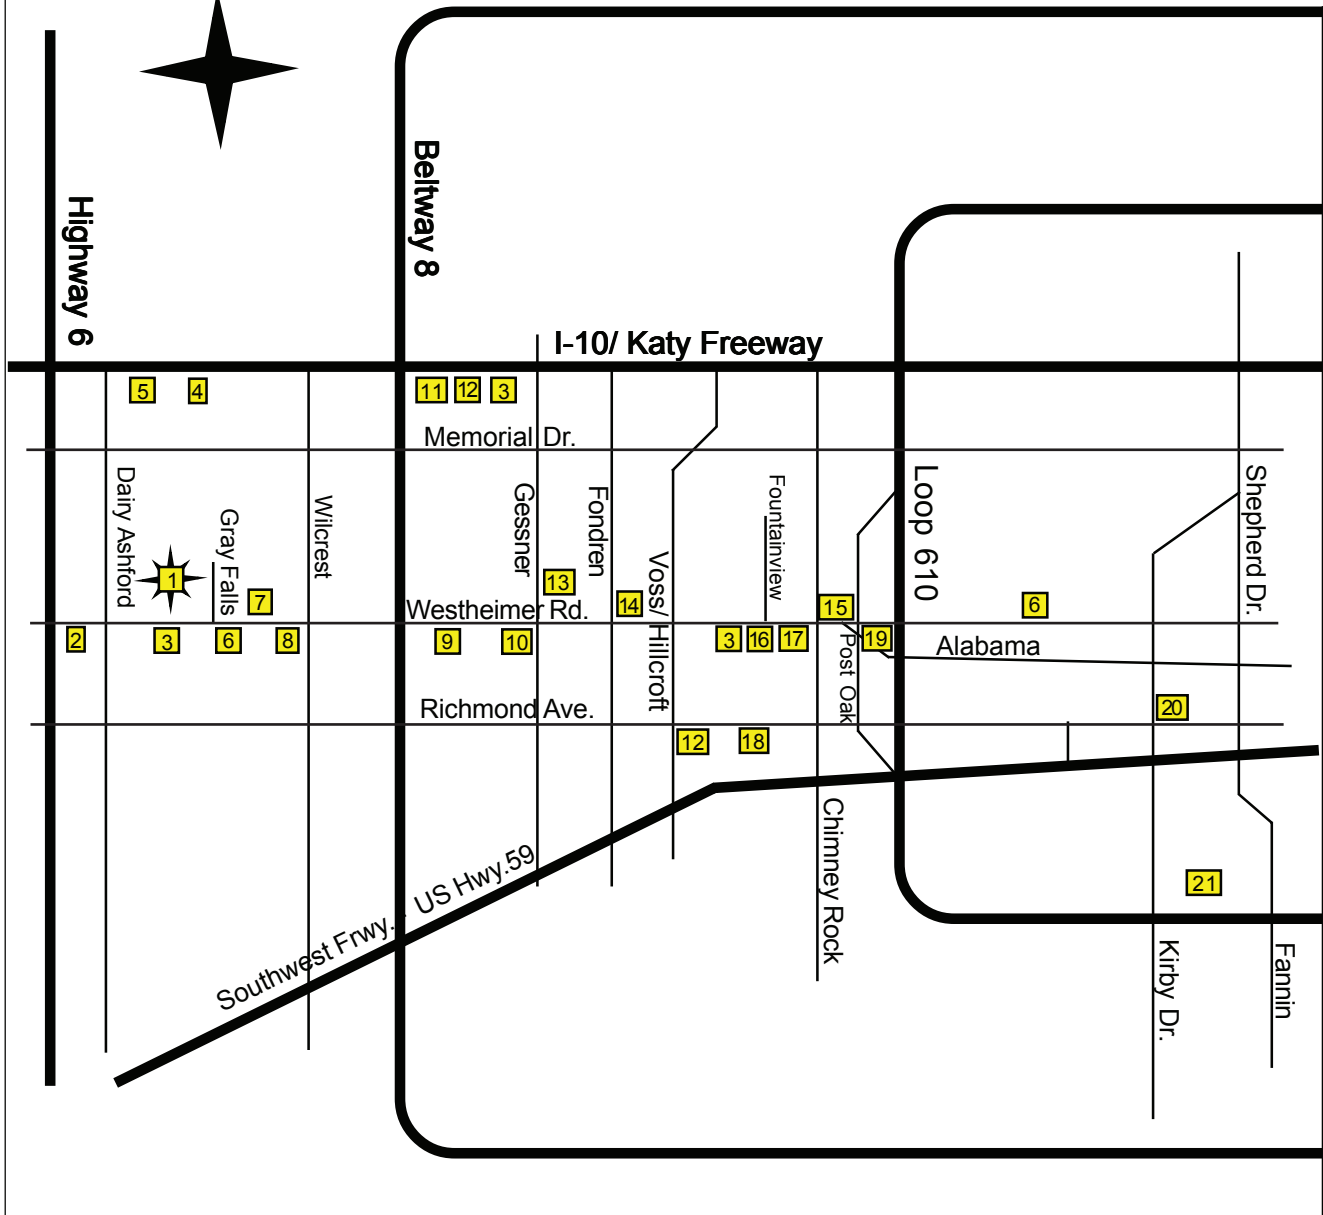 Beltway 8
Highway 6
I-10/ Katy Freeway
5
4
11
12
3
Memorial Dr.
Dairy Ashford
Gray Falls
Wilcrest
Gessner
Fondren
Voss/ Hillcroft
Fountainview
Loop 610
Shepherd Dr.
1
7
13
14
15
6
Westheimer Rd.
2
3
6
8
9
10
3
16
17
19
Post Oak
Alabama
Richmond Ave.
20
12
18
Chimney Rock
Southwest Frwy. US Hwy.59
21
Kirby Dr.
Fannin